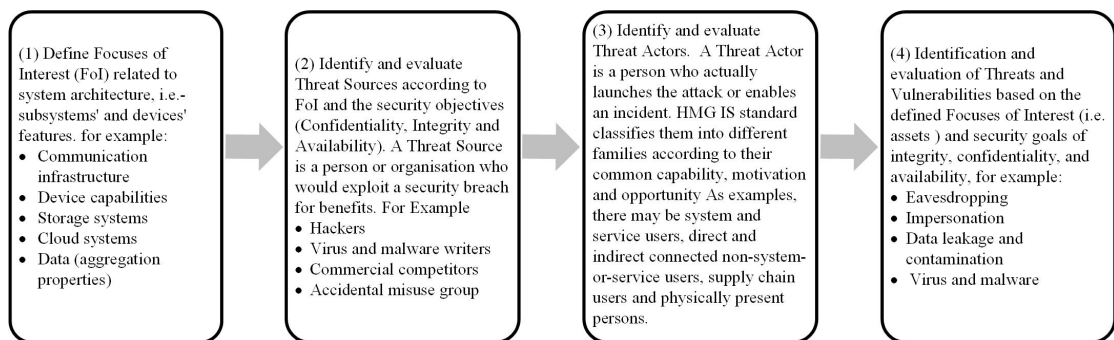 (1) Define Focuses of
Interest (FoI) related to
system architecture, i.e.-
subsystems' and devices'
features. for example:
• Communication
infrastructure
• Device capabilities
• Storage systems
• Cloud systems
• Data (aggregation
properties)
(2) Identify and evaluate
Threat Sources according to
FoI and the security objectives
(Confidentiality, Integrity and
Availability). A Threat Source
is a person or organisation who
would exploit a security breach
for benefits. For Example
• Hackers
• Virus and malware writers
• Commercial competitors
• Accidental misuse group
(3) Identify and evaluate
Threat Actors. A Threat Actor
is a person who actually
launches the attack or enables
an incident. HMG IS standard
classifies them into different
families according to their
common capability, motivation
and opportunity As examples,
there may be system and
service users, direct and
indirect connected non-system-
or-service users, supply chain
users and physically present
persons.
(4) Identification and
evaluation of Threats and
Vulnerabilities based on the
defined Focuses of Interest (i.e.
assets ) and security goals of
integrity, confidentiality, and
availability, for example:
• Eavesdropping
• Impersonation
• Data leakage and
contamination
• Virus and malware